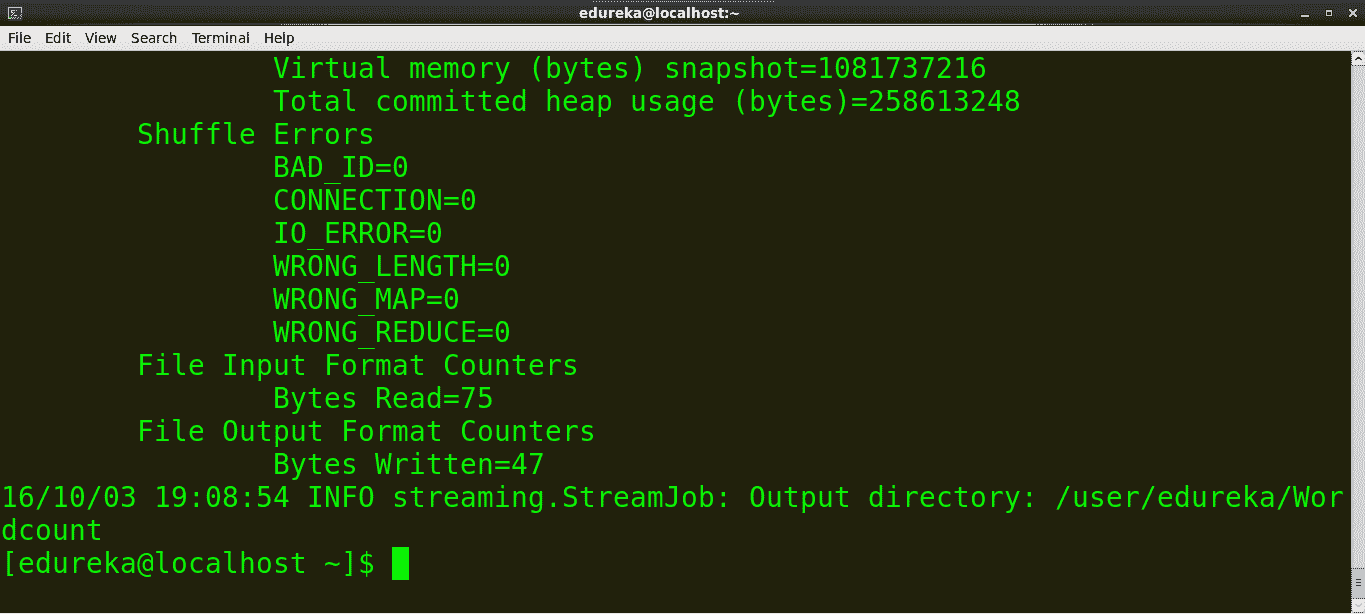 edureka@localhost:~
File Edit View Search Terminal Help
Virtual memory (bytes) snapshot=1081737216
Total committed heap usage (bytes)=258613248
Shuffle Errors
BAD_ID=0
CONNECTION=0
IO_ERROR=0
WRONG_LENGTH=0
WRONG_MAP=0
WRONG_REDUCE=0
File Input Format Counters
Bytes Read=75
File Output Format Counters
Bytes Written=47
16/10/03 19:08:54 INFO streaming.StreamJob: Output directory: /user/edureka/Wor
dcount
[edureka@localhost ~]$